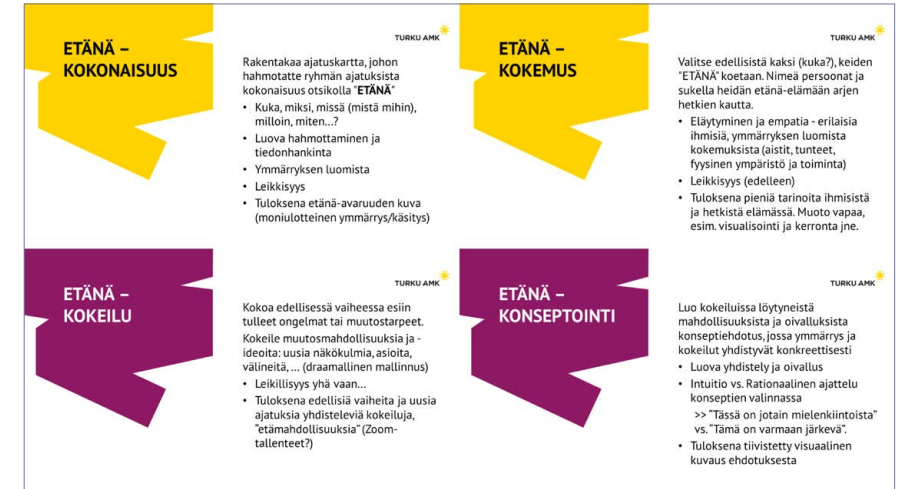 ETÄNÄ –
KOKONAISUUS
TURKU AMK
Rakentakaa ajatuskartta, johon
hahmotatte ryhmän ajatuksista
kokonaisuus otsikolla "ETÄNÄ"
• Kuka, miksi, missä (mistä mihin),
milloin, miten...?
• Luova hahmottaminen ja
tiedonhankinta
• Ymmärryksen luomista
• Leikkisyys
• Tuloksena etänä-avaruuden kuva
(moniulotteinen ymmärrys/käsitys)
ETÄNÄ –
KOKEMUS
TURKU AMK
Valitse edellisistä kaksi (kuka?), keiden
"ETÄNÄ" koetaan. Nimeä persoonat ja
sukella heidän etänä-elämään arjen
hetkien kautta.
• Eläytyminen ja empatia - erilaisia
ihmisiä, ymmärryksen luomista
kokemuksista (aistit, tunteet,
fyysinen ympäristö ja toiminta)
• Leikkisyys (edelleen)
• Tuloksena pieniä tarinoita ihmisistä
ja hetkistä elämässä. Muoto vapaa,
esim. visualisointi ja kerronta jne.
ETÄNÄ –
KOKEILU
TURKU AMK
Kokoa edellisessä vaiheessa esiin
tulleet ongelmat tai muutostarpeet.
Kokeile muutosmahdollisuuksia ja -
ideoita: uusia näkökulmia, asioita,
välineitä, ... (draamallinen mallinnus)
• Leikillisyys yhä vaan...
• Tuloksena edellisiä vaiheita ja uusia
ajatuksia yhdisteleviä kokeiluja,
"etämahdollisuuksia" (Zoom-
tallenteet?)
ETÄNÄ –
KONSEPTOINTI
TURKU AMK
Luo kokeiluissa löytyneistä
mahdollisuuksista ja oivalluksista
konseptiehdotus, jossa ymmärrys ja
kokeilut yhdistyvät konkreettisesti
• Luova yhdistely ja oivallus
• Intuitio vs. Rationaalinen ajattelu
konseptien valinnassa
>> "Tässä on jotain mielenkiintoista"
vs. "Tämä on varmaan järkevä".
• Tuloksena tiivistetty visuaalinen
kuvaus ehdotuksesta